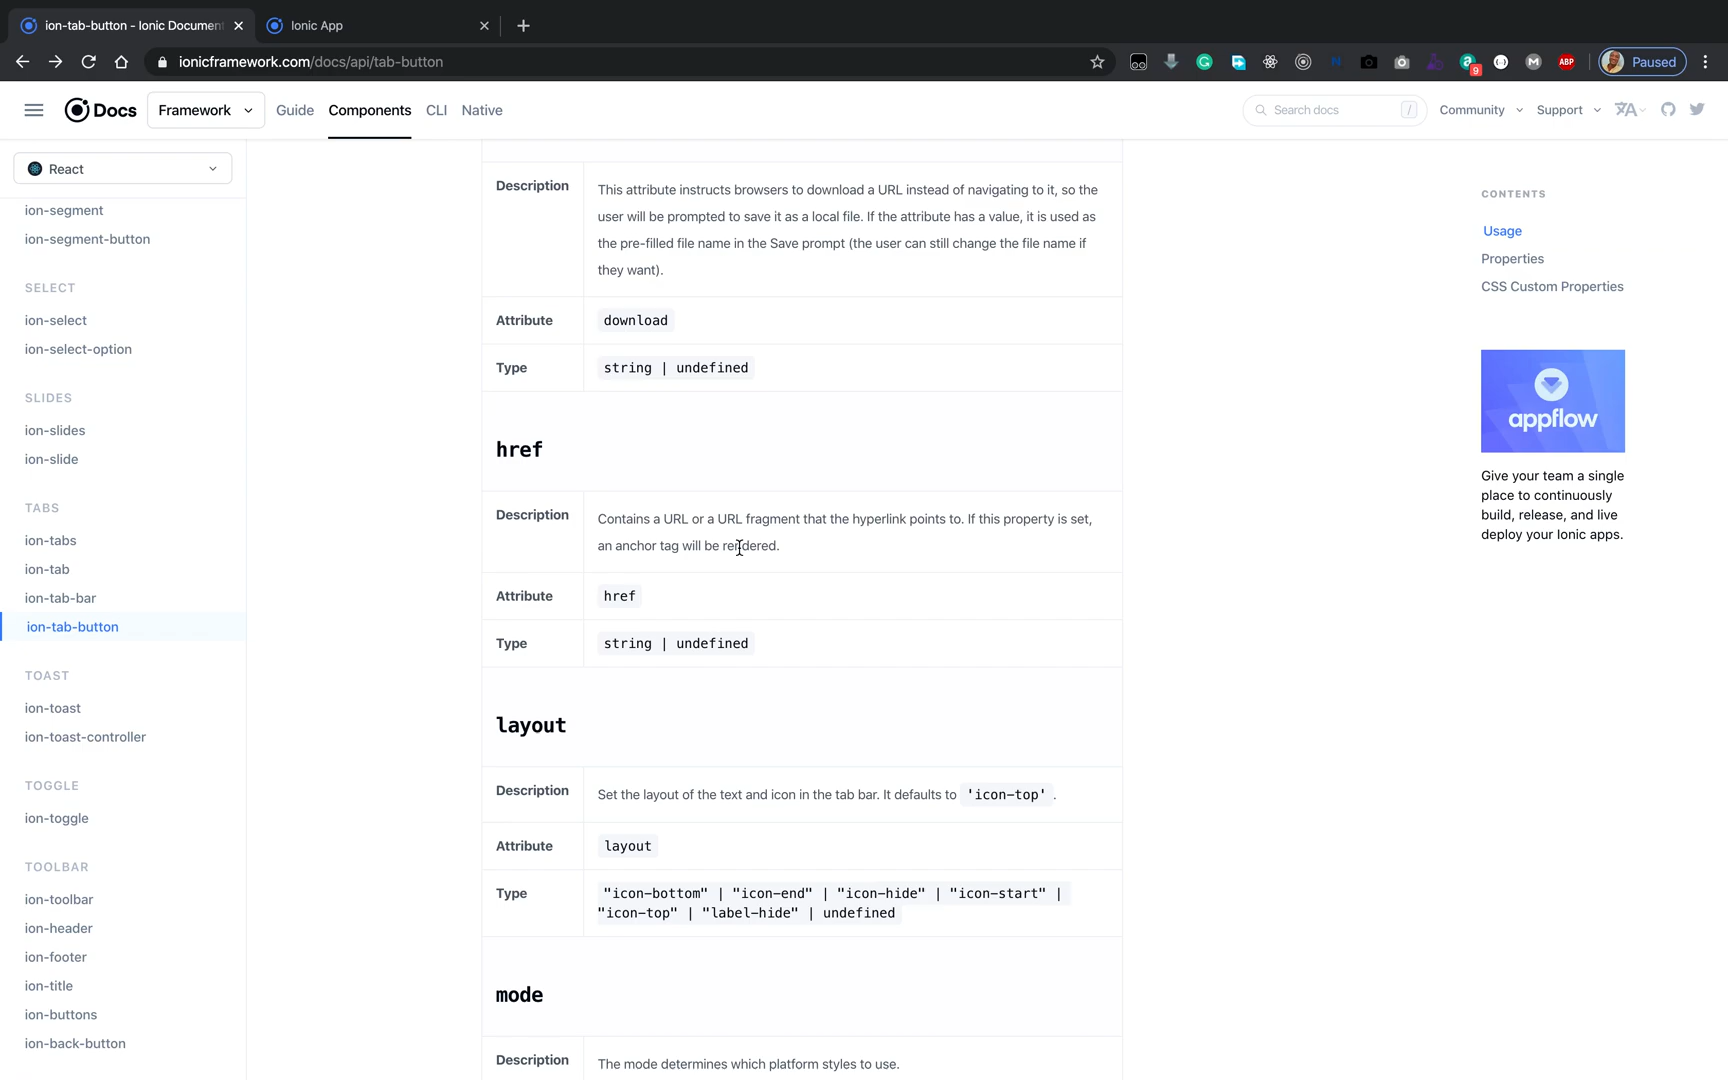 ion-tab-button - Ionic Documen
Ionic App
ionicframework.com/docs/api/tab-button
9
ABP
Paused
Docs
Framework
Guide
Components
CLI
Native
Search docs
/
Community
Support
React
ion-segment
ion-segment-button
SELECT
ion-select
ion-select-option
SLIDES
ion-slides
ion-slide
TABS
ion-tabs
ion-tab
ion-tab-bar
ion-tab-button
TOAST
ion-toast
ion-toast-controller
TOGGLE
ion-toggle
TOOLBAR
ion-toolbar
ion-header
ion-footer
ion-title
ion-buttons
ion-back-button
Description
This attribute instructs browsers to download a URL instead of navigating to it, so the
user will be prompted to save it as a local file. If the attribute has a value, it is used as
the pre-filled file name in the Save prompt (the user can still change the file name if
they want).
Attribute
download
Type
string | undefined
href
Description
Contains a URL or a URL fragment that the hyperlink points to. If this property is set,
an anchor tag will be rendered.
Attribute
href
Type
string | undefined
layout
Description
Set the layout of the text and icon in the tab bar. It defaults to 'icon-top' .
Attribute
layout
Type
"icon-bottom" | "icon-end" | "icon-hide" | "icon-start" |
"icon-top" | "label-hide" | undefined
mode
Description
The mode determines which platform styles to use.
CONTENTS
Usage
Properties
CSS Custom Properties
appflow
Give your team a single
place to continuously
build, release, and live
deploy your Ionic apps.